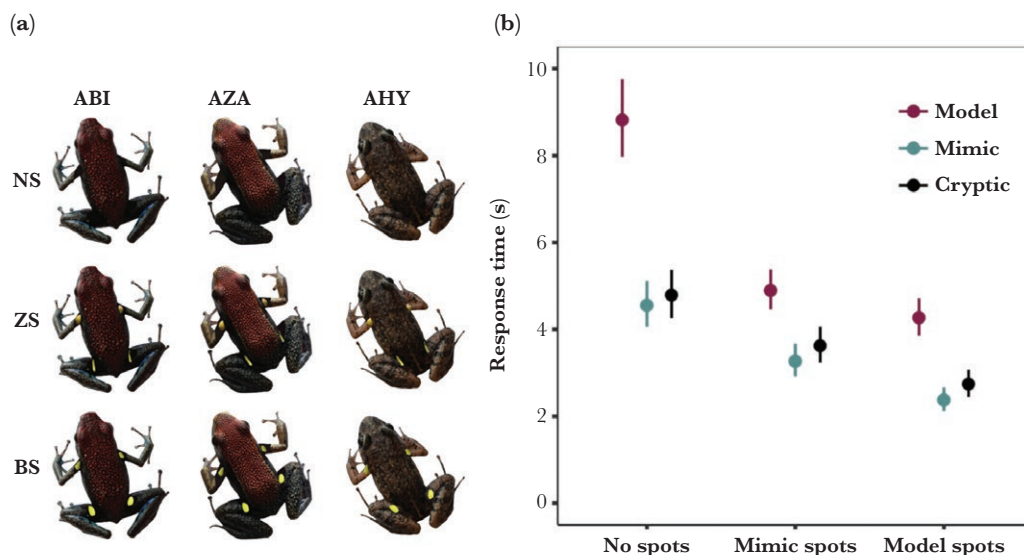 (a)
ABI AZA AHY
NS
ZS
BS
(b)
Response time (s)
10
8
6
4
2
0
Model
Mimic
Cryptic
No spots Mimic spots Model spots